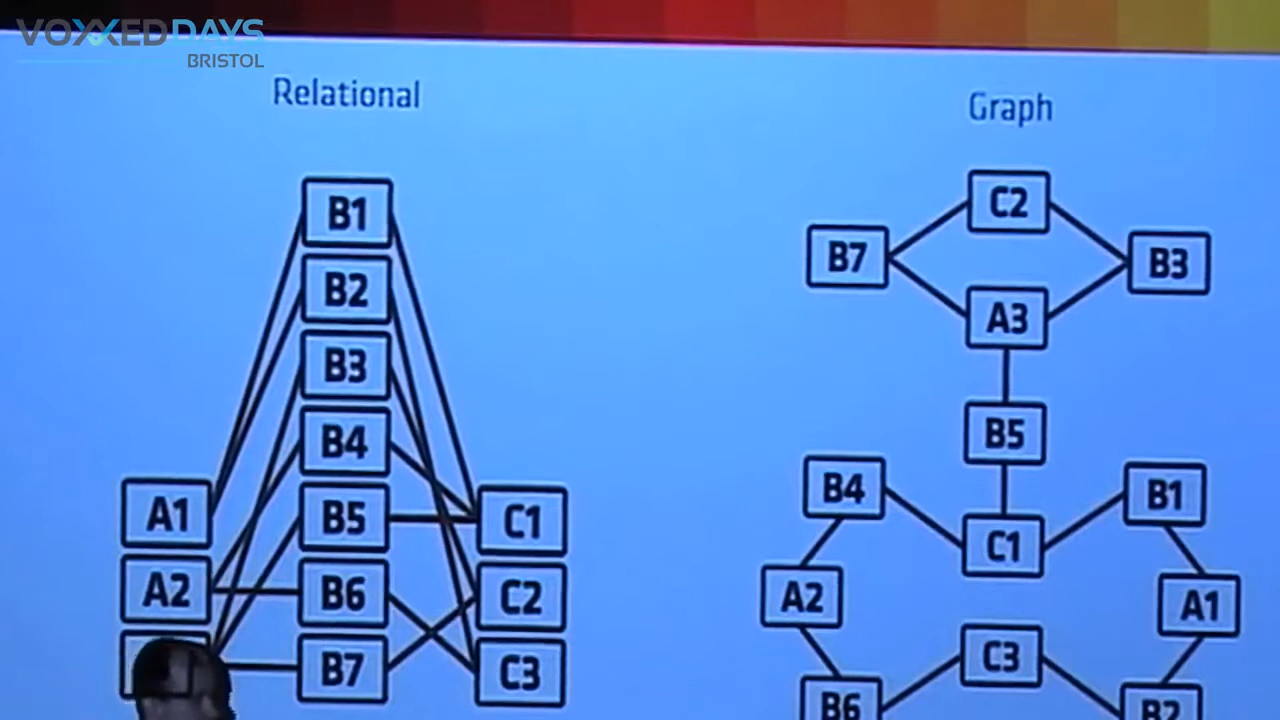 VOXXED DAYS
BRISTOL
Relational
Graph
B1
B2
B3
B4
B5
B6
B7
A1
A2
C1
C2
C3
C2
B7
B3
A3
B5
B4
B1
C1
A2
A1
C3
B6
B2